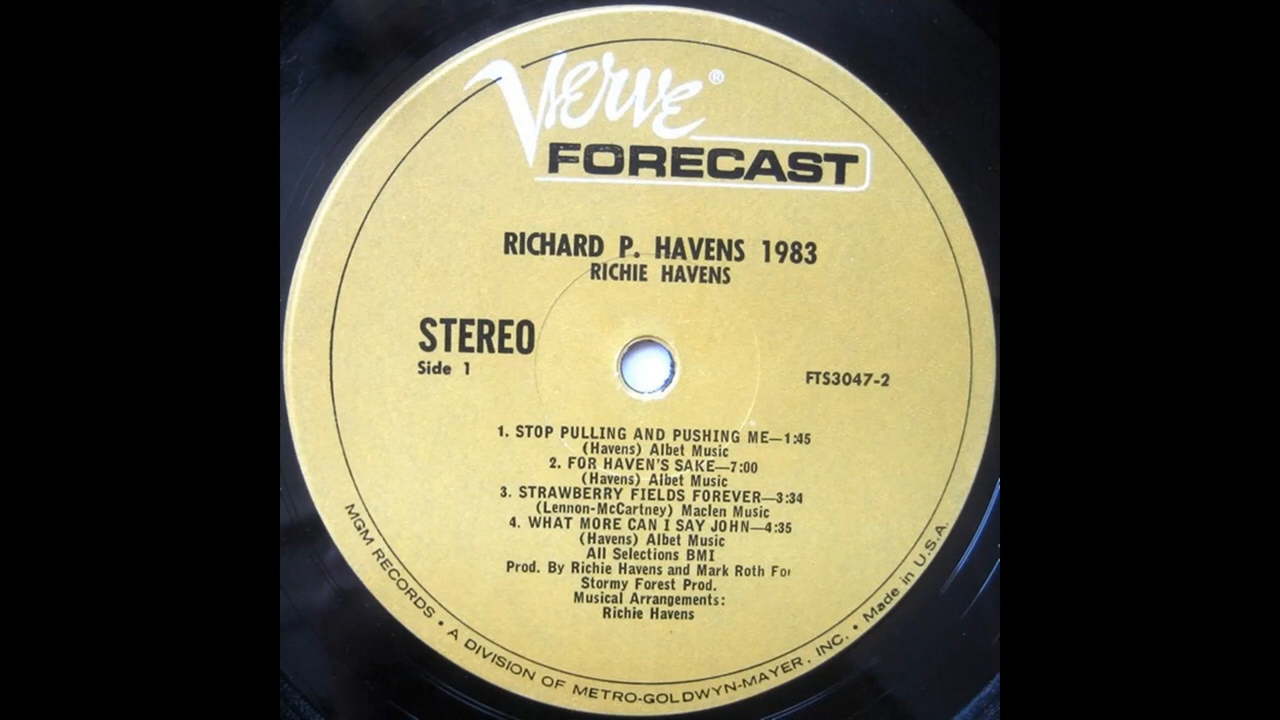 Verve®
FORECAST
RICHARD P. HAVENS 1983
RICHIE HAVENS
STEREO
Side 1
FTS3047-2
1. STOP PULLING AND PUSHING ME—1:45
(Havens) Albet Music
2. FOR HAVEN'S SAKE—7:00
(Havens) Albet Music
3. STRAWBERRY FIELDS FOREVER—3:34
(Lennon-McCartney) Maclen Music
4. WHAT MORE CAN I SAY JOHN—4:35
(Havens) Albet Music
All Selections BMI
Prod. By Richie Havens and Mark Roth For
Stormy Forest Prod.
Musical Arrangements:
Richie Havens
MGM RECORDS • A DIVISION OF METRO-GOLDWYN-MAYER, INC. • Made in U.S.A.